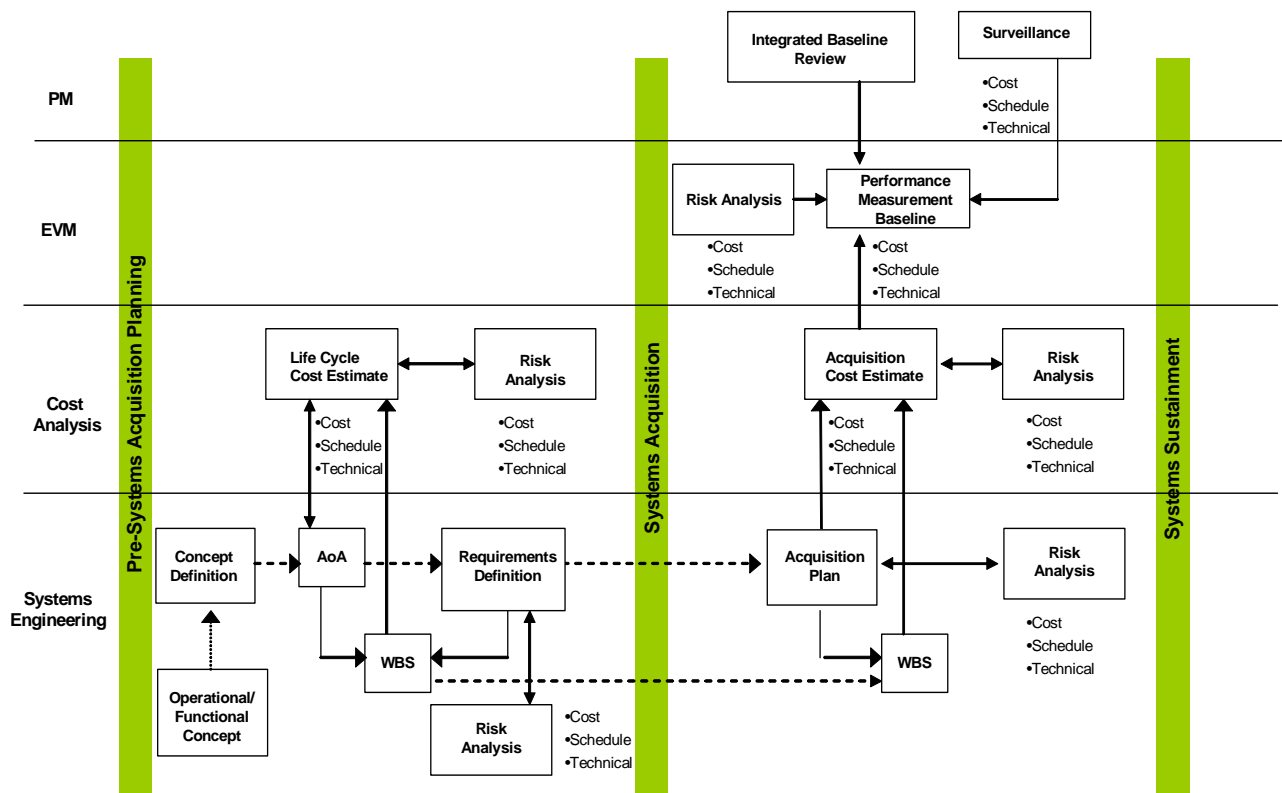 Integrated Baseline
Review
Surveillance
PM
•Cost
•Schedule
•Technical
EVM
Risk Analysis
Performance
Measurement
Baseline
•Cost
•Schedule
•Technical
•Cost
•Schedule
•Technical
Pre-Systems Acquisition Planning
Systems Acquisition
Systems Sustainment
Cost
Analysis
Life Cycle
Cost Estimate
Risk
Analysis
Acquisition
Cost Estimate
Risk
Analysis
•Cost
•Schedule
•Technical
•Cost
•Schedule
•Technical
•Cost
•Schedule
•Technical
•Cost
•Schedule
•Technical
Systems
Engineering
Concept
Definition
AoA
Requirements
Definition
Acquisition
Plan
Risk
Analysis
•Cost
•Schedule
•Technical
WBS
WBS
Operational/
Functional
Concept
Risk
Analysis
•Cost
•Schedule
•Technical